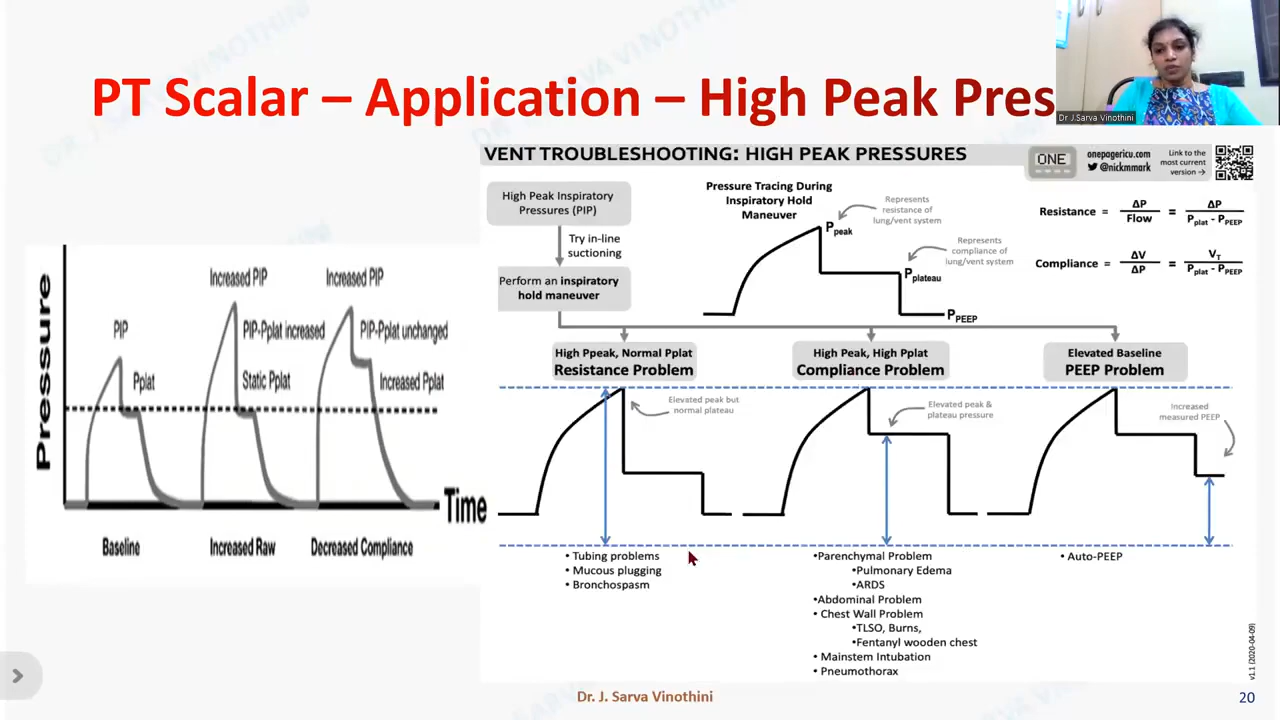 PT Scalar – Application – High Peak Pres
Dr J.Sarva Vinothini
VENT TROUBLESHOOTING: HIGH PEAK PRESSURES
ONE
onepagericu.com
@nickmmark
Link to the
most current
version →
High Peak Inspiratory
Pressures (PIP)
Try in-line
suctioning
Perform an inspiratory
hold maneuver
Pressure Tracing During
Inspiratory Hold
Maneuver
Represents
resistance of
lung/vent system
Ppeak
Represents
compliance of
lung/vent system
Pplateau
PPEEP
Resistance = ΔP / Flow = ΔP / Pplat - PPEEP
Compliance = ΔV / ΔP = VT / Pplat - PPEEP
Pressure
Increased PIP
Increased PIP
PIP
PIP-Pplat increased
PIP-Pplat unchanged
Pplat
Static Pplat
Increased Pplat
Time
Baseline
Increased Raw
Decreased Compliance
High Ppeak, Normal Pplat
Resistance Problem
High Peak, High Pplat
Compliance Problem
Elevated Baseline
PEEP Problem
Elevated peak but
normal plateau
Elevated peak &
plateau pressure
Increased
measured PEEP
• Tubing problems
• Mucous plugging
• Bronchospasm
•Parenchymal Problem
•Pulmonary Edema
•ARDS
•Abdominal Problem
• Chest Wall Problem
•TLSO, Burns,
•Fentanyl wooden chest
• Mainstem Intubation
• Pneumothorax
• Auto-PEEP
v1.1 (2020-04-09)
Dr. J. Sarva Vinothini
20